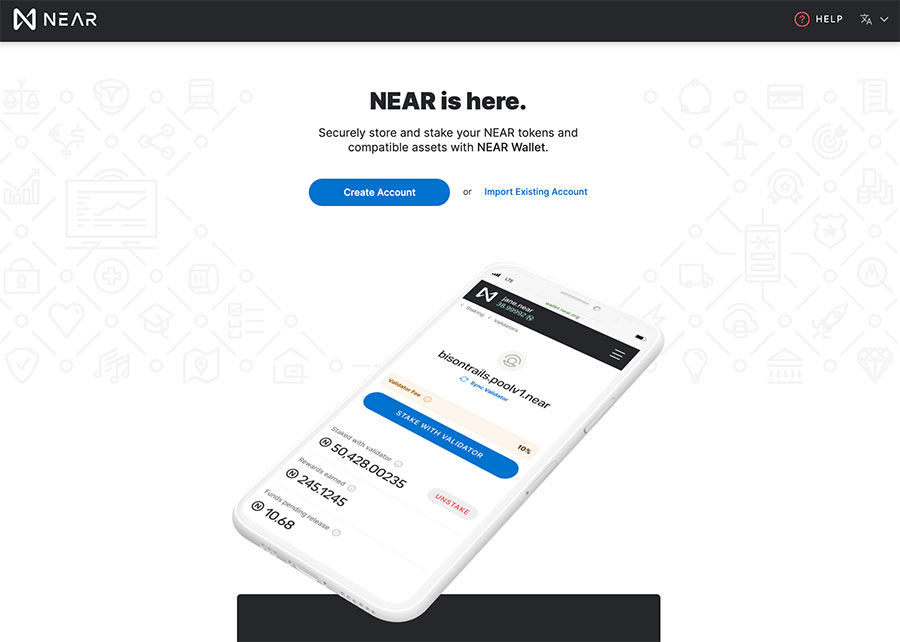 NEAR
? HELP
NEAR is here.
Securely store and stake your NEAR tokens and
compatible assets with NEAR Wallet.
Create Account or Import Existing Account
LTE
wallet.near.org
jane.near
38.99992
Staking
Validators
bisontrails.poolv1.near
Sync Validator
Validator Fee
10%
STAKE WITH VALIDATOR
Staked with validator
50,428.00235
UNSTAKE
Rewards earned
245.1245
Funds pending release
10.68